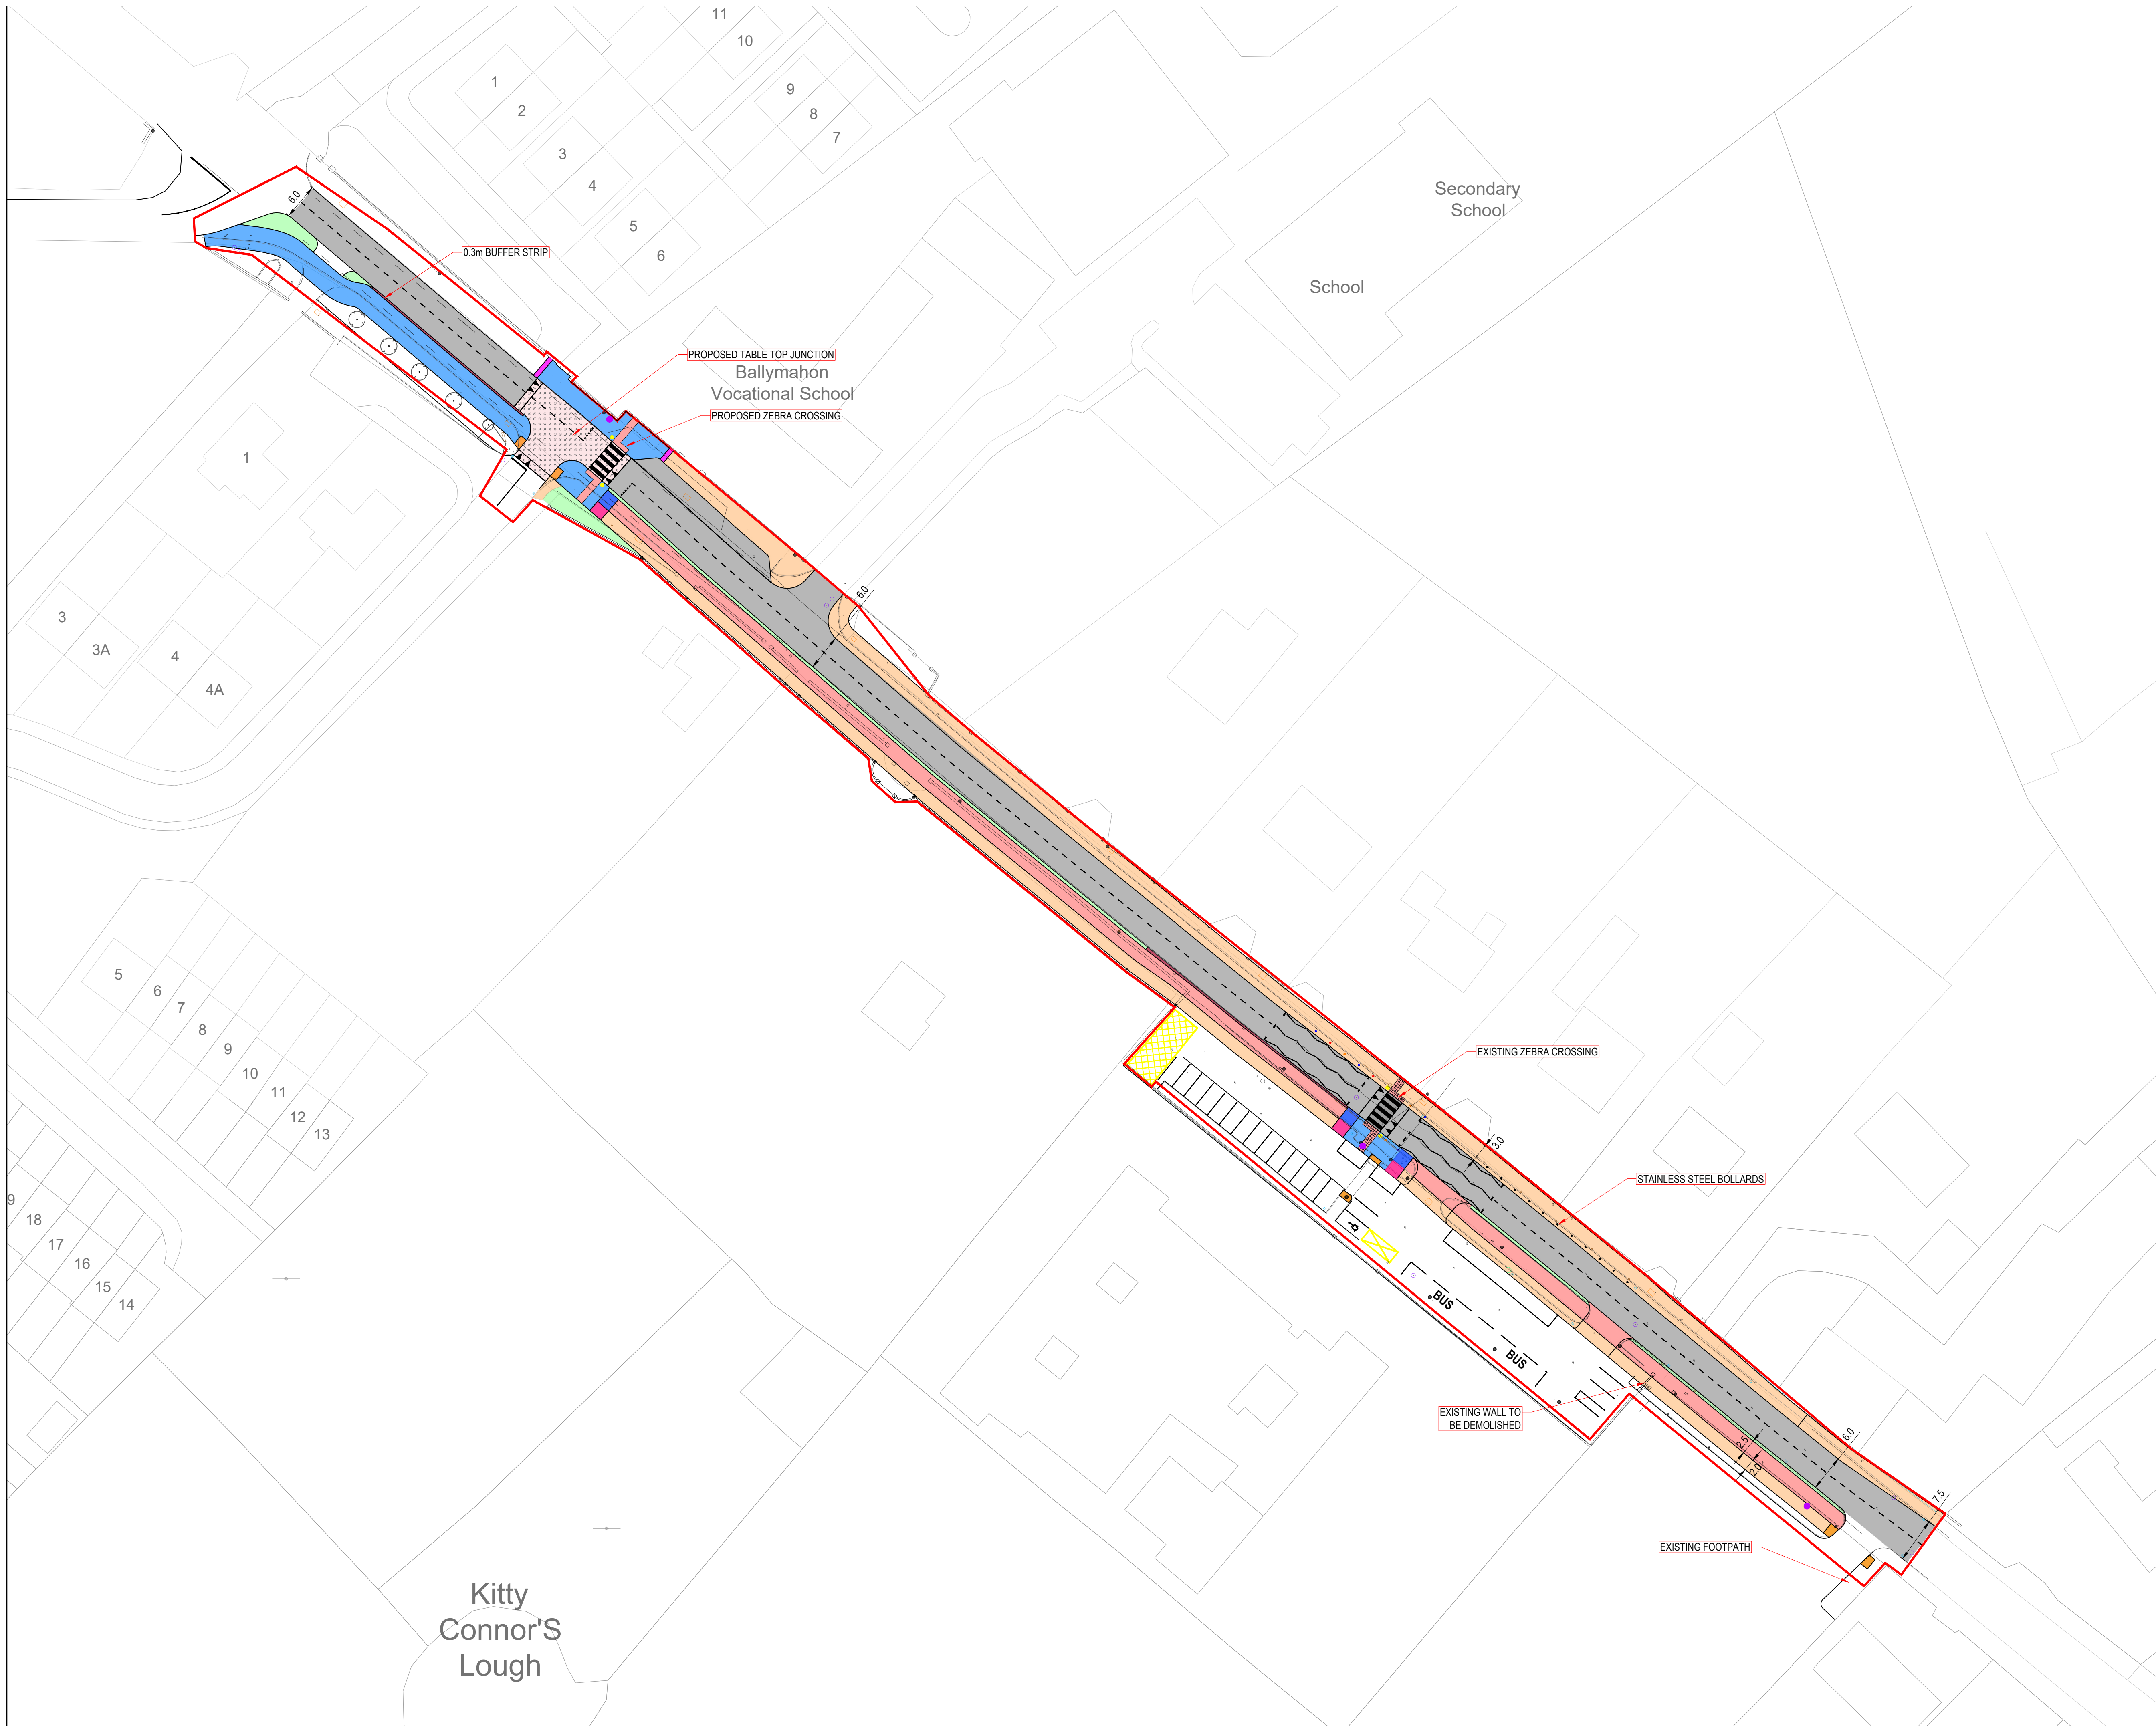 11
10
1
2
9
8
7
3
4
5
6
Secondary
School
School
6.0
0.3m BUFFER STRIP
PROPOSED TABLE TOP JUNCTION
Ballymahon
Vocational School
PROPOSED ZEBRA CROSSING
1
6.0
3
3A
4
4A
5
6
7
8
9
10
11
12
13
EXISTING ZEBRA CROSSING
3.0
STAINLESS STEEL BOLLARDS
9
18
17
16
15
14
BUS
BUS
EXISTING WALL TO
BE DEMOLISHED
2.5
2.0
6.0
7.5
EXISTING FOOTPATH
Kitty
Connor'S
Lough